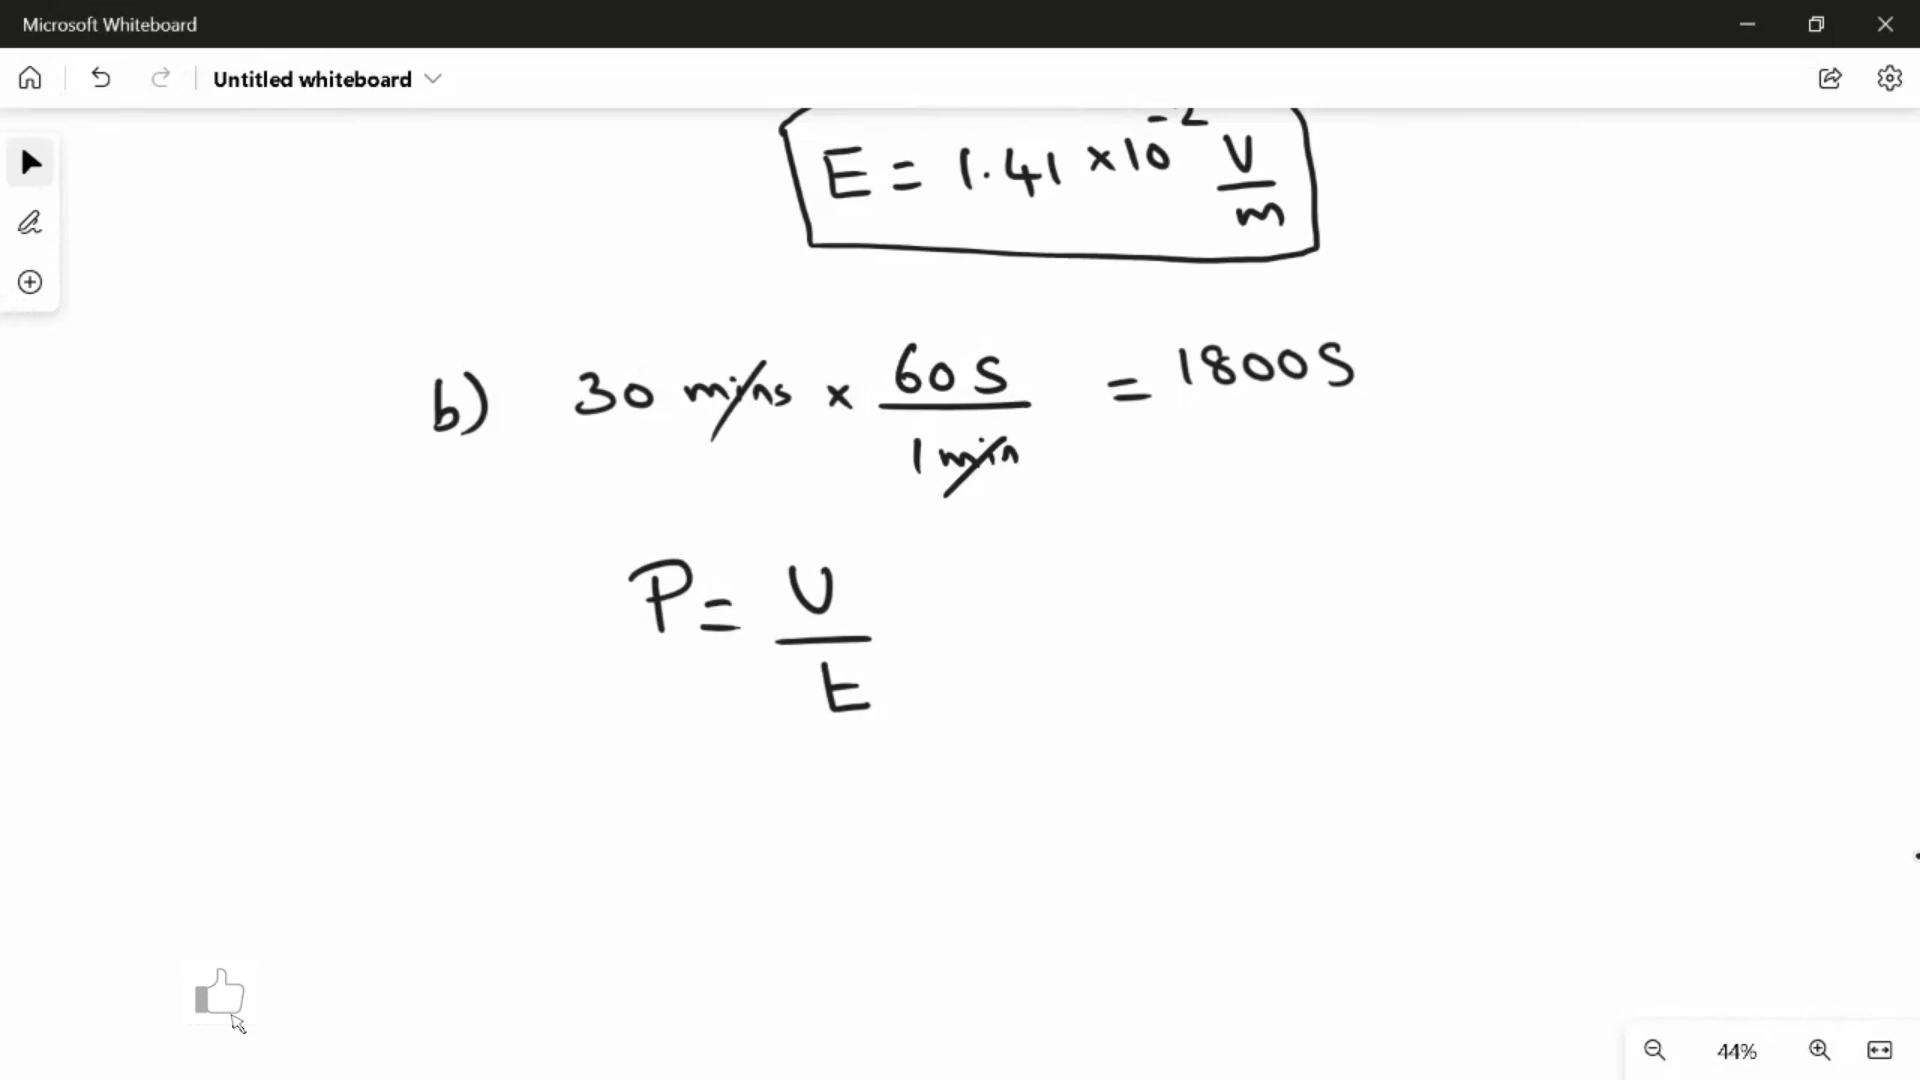 Microsoft Whiteboard
Untitled whiteboard
E = 1.41 × 10⁻² V/m
b) 30 mins × 60 S / 1 min = 1800 S
P = U / t
44%